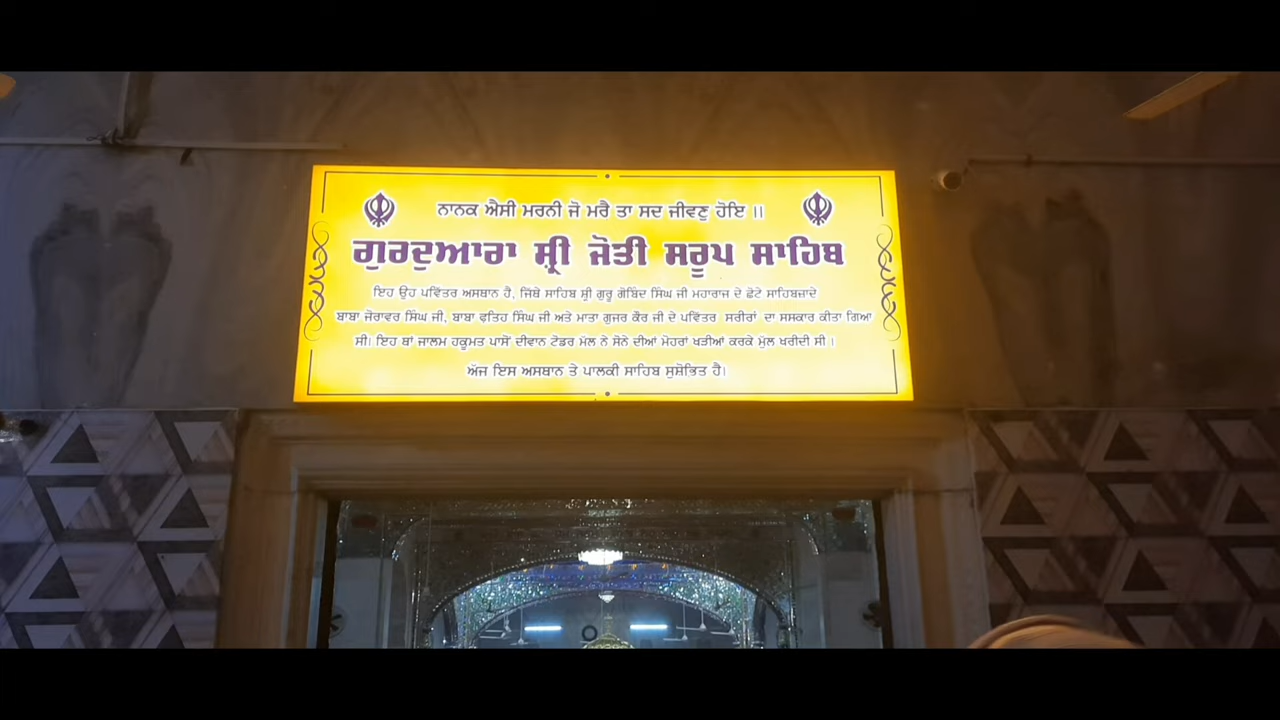 ਨਾਨਕ ਐਸੀ ਮਰਨੀ ਜੋ ਮਰੈ ਤਾ ਸਦ ਜੀਵਣੁ ਹੋਇ ॥
ਗੁਰਦੁਆਰਾ ਸ਼੍ਰੀ ਜੋਤੀ ਸਰੂਪ ਸਾਹਿਬ
ਇਹ ਉਹ ਪਵਿੱਤਰ ਅਸਥਾਨ ਹੈ, ਜਿੱਥੇ ਸਾਹਿਬ ਸ਼੍ਰੀ ਗੁਰੂ ਗੋਬਿੰਦ ਸਿੰਘ ਜੀ ਮਹਾਰਾਜ ਦੇ ਛੋਟੇ ਸਾਹਿਬਜ਼ਾਦੇ
ਬਾਬਾ ਜੋਰਾਵਰ ਸਿੰਘ ਜੀ, ਬਾਬਾ ਫ਼ਤਿਹ ਸਿੰਘ ਜੀ ਅਤੇ ਮਾਤਾ ਗੁਜਰ ਕੌਰ ਜੀ ਦੇ ਪਵਿੱਤਰ ਸਰੀਰਾਂ ਦਾ ਸਸਕਾਰ ਕੀਤਾ ਗਿਆ
ਸੀ। ਇਹ ਥਾਂ ਜ਼ਾਲਮ ਹਕੂਮਤ ਪਾਸੋਂ ਦੀਵਾਨ ਟੋਡਰ ਮੱਲ ਨੇ ਸੋਨੇ ਦੀਆਂ ਮੋਹਰਾਂ ਖੜੀਆਂ ਕਰਕੇ ਮੁੱਲ ਖਰੀਦੀ ਸੀ ।
ਅੱਜ ਇਸ ਅਸਥਾਨ ਤੇ ਪਾਲਕੀ ਸਾਹਿਬ ਸੁਸ਼ੋਭਿਤ ਹੈ।